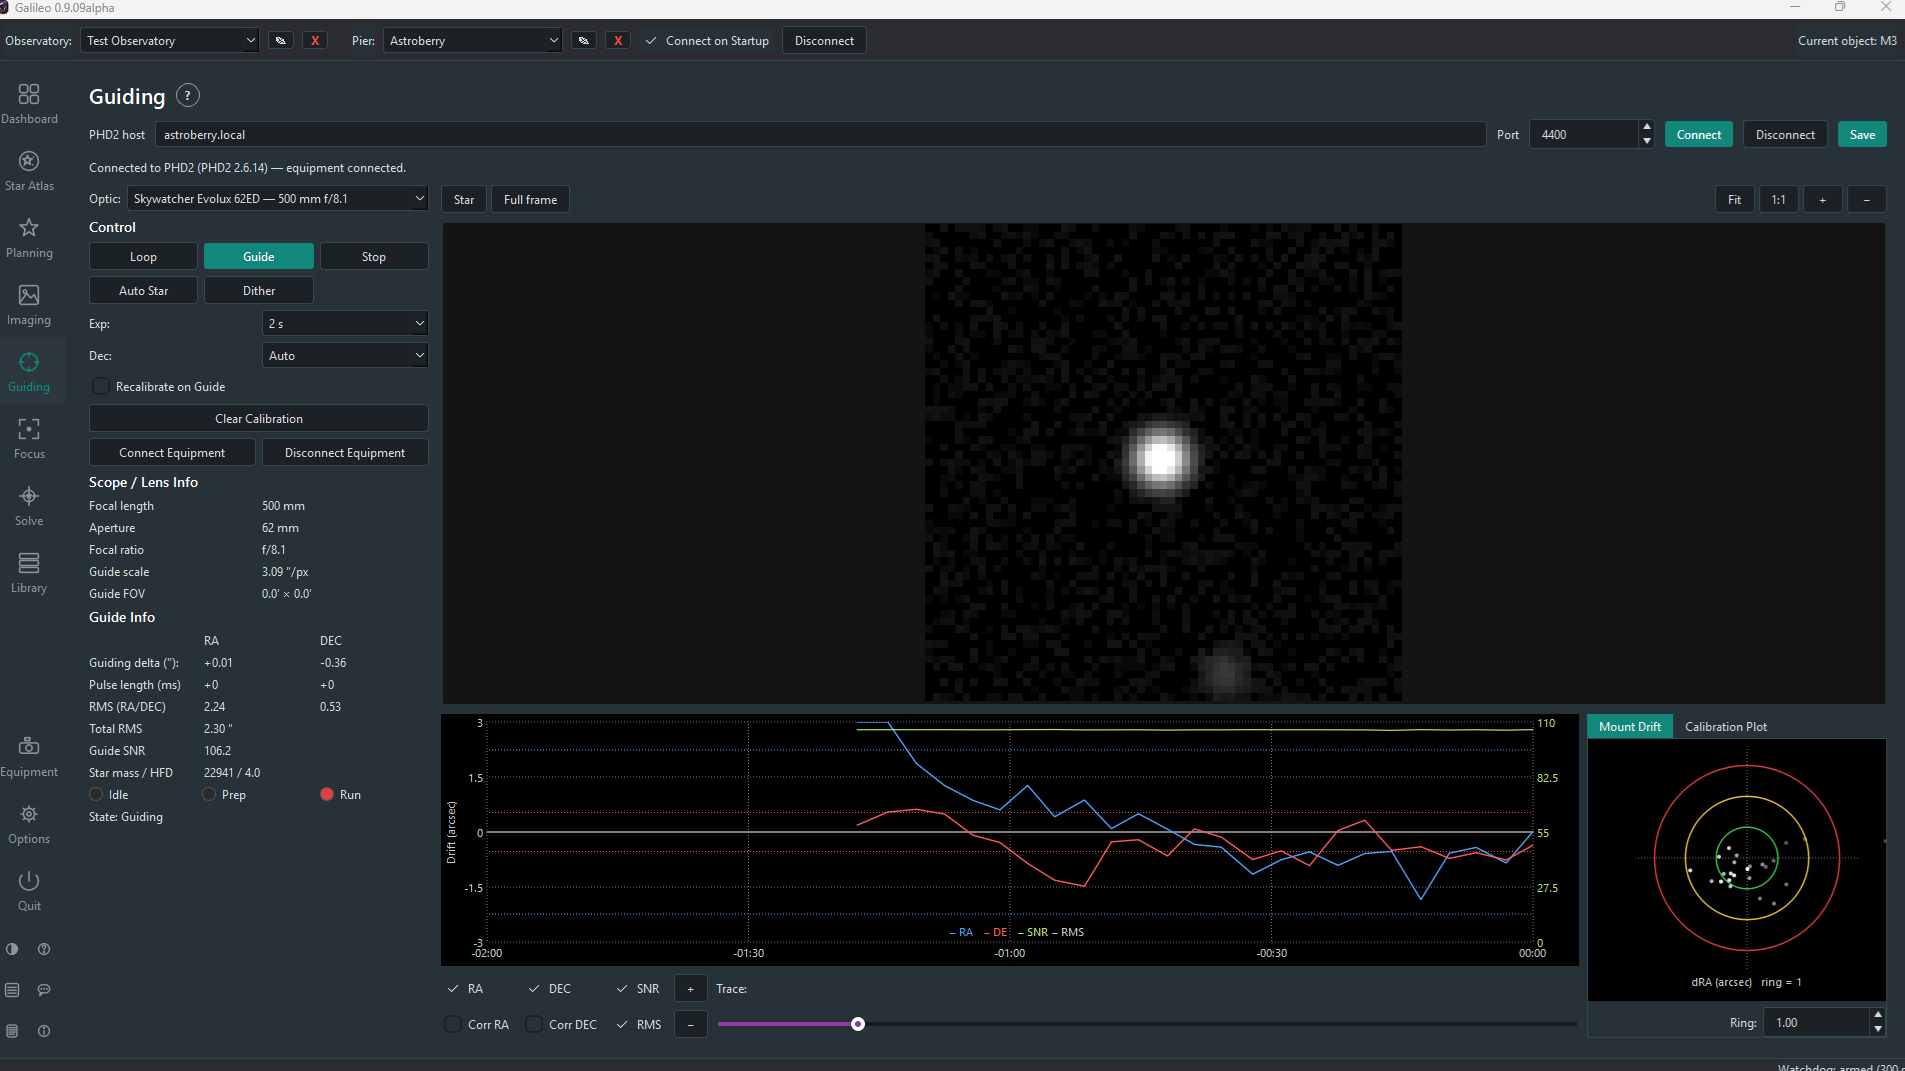 Galileo 0.9.09alpha
Observatory: Test Observatory X Pier: Astroberry X Connect on Startup Disconnect Current object: M3
Dashboard
Star Atlas
Planning
Imaging
Guiding
Focus
Solve
Library
Equipment
Options
Quit
Guiding ?
PHD2 host astroberry.local Port 4400 Connect Disconnect Save
Connected to PHD2 (PHD2 2.6.14) — equipment connected.
Optic: Skywatcher Evolux 62ED — 500 mm f/8.1 Star Full frame Fit 1:1 + −
Control
Loop Guide Stop
Auto Star Dither
Exp: 2 s
Dec: Auto
Recalibrate on Guide
Clear Calibration
Connect Equipment Disconnect Equipment
Scope / Lens Info
Focal length 500 mm
Aperture 62 mm
Focal ratio f/8.1
Guide scale 3.09 "/px
Guide FOV 0.0' × 0.0'
Guide Info
RA DEC
Guiding delta ("): +0.01 -0.36
Pulse length (ms) +0 +0
RMS (RA/DEC) 2.24 0.53
Total RMS 2.30 "
Guide SNR 106.2
Star mass / HFD 22941 / 4.0
Idle Prep Run
State: Guiding
Drift (arcsec)
3
1.5
0
-1.5
-3
110
82.5
55
27.5
0
– RA – DE – SNR – RMS
-02:00 -01:30 -01:00 -00:30 00:00
RA DEC SNR + Trace:
Corr RA Corr DEC RMS −
Mount Drift Calibration Plot
dRA (arcsec) ring = 1
Ring: 1.00
Watchdog: armed (300 s